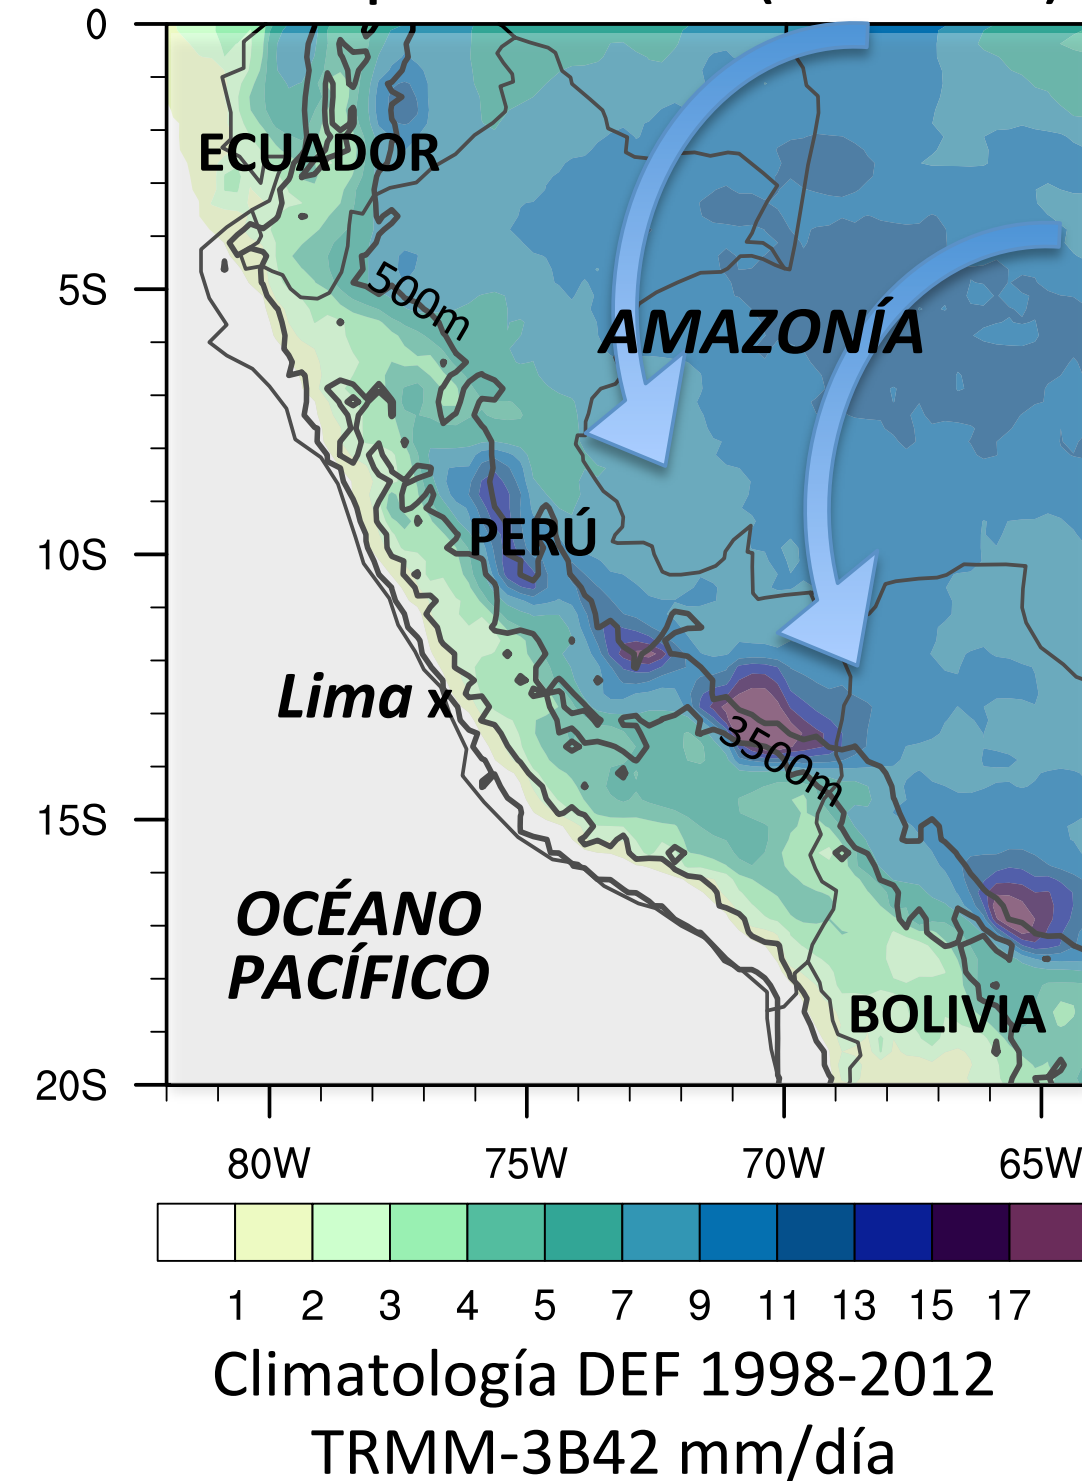 0
ECUADOR
5S
500m
AMAZONÍA
10S
PERÚ
Lima x
3500m
15S
OCÉANO
PACÍFICO
BOLIVIA
20S
80W 75W 70W 65W
1 2 3 4 5 7 9 11 13 15 17
Climatología DEF 1998-2012
TRMM-3B42 mm/día